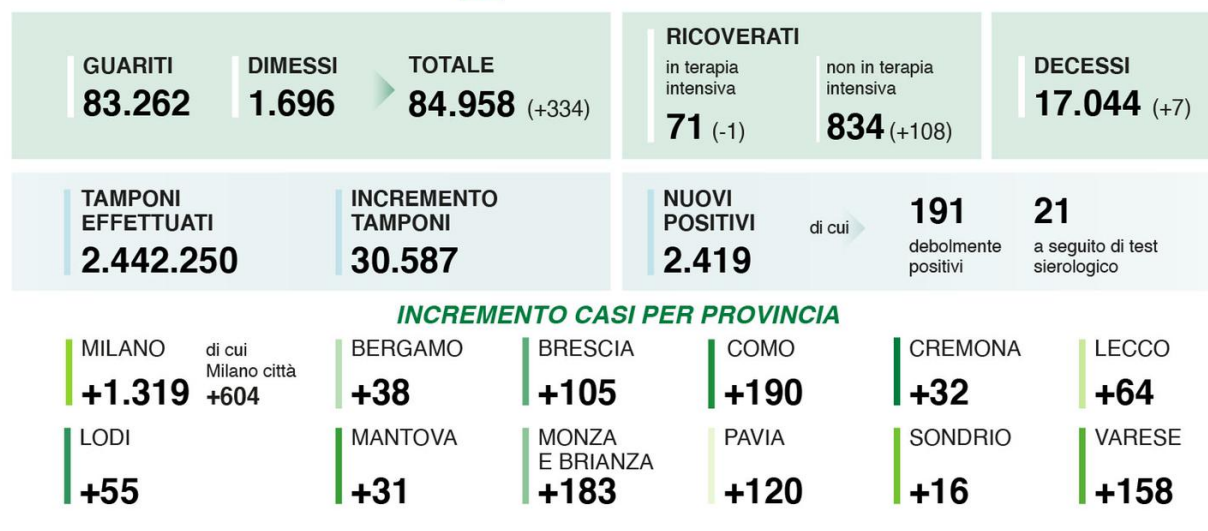 GUARITI
83.262
DIMESSI
1.696
TOTALE
84.958 (+334)
RICOVERATI
in terapia
intensiva
71 (-1)
non in terapia
intensiva
834 (+108)
DECESSI
17.044 (+7)
TAMPONI
EFFETTUATI
2.442.250
INCREMENTO
TAMPONI
30.587
NUOVI
POSITIVI
2.419
di cui
191
debolmente
positivi
21
a seguito di test
sierologico
INCREMENTO CASI PER PROVINCIA
MILANO
+1.319
di cui
Milano città
+604
BERGAMO
+38
BRESCIA
+105
COMO
+190
CREMONA
+32
LECCO
+64
LODI
+55
MANTOVA
+31
MONZA
E BRIANZA
+183
PAVIA
+120
SONDRIO
+16
VARESE
+158